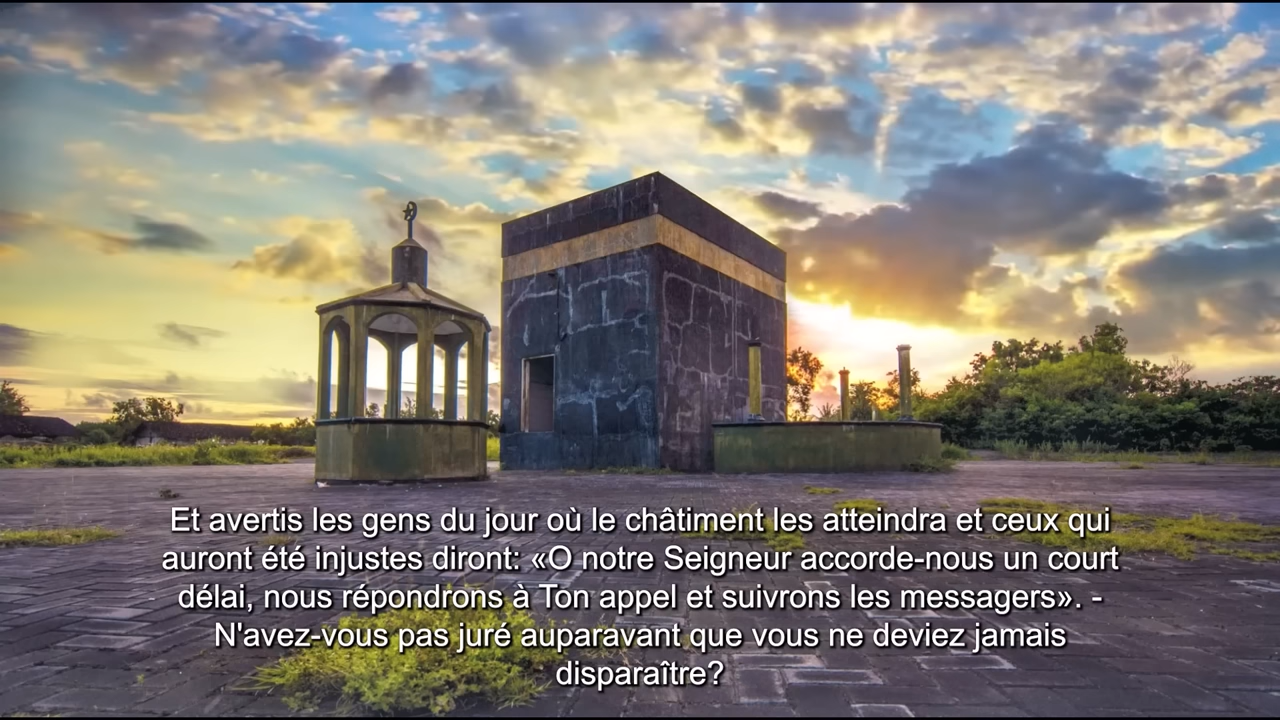 Et avertis les gens du jour où le châtiment les atteindra et ceux qui
auront été injustes diront: «O notre Seigneur accorde-nous un court
délai, nous répondrons à Ton appel et suivrons les messagers». -
N'avez-vous pas juré auparavant que vous ne deviez jamais
disparaître?